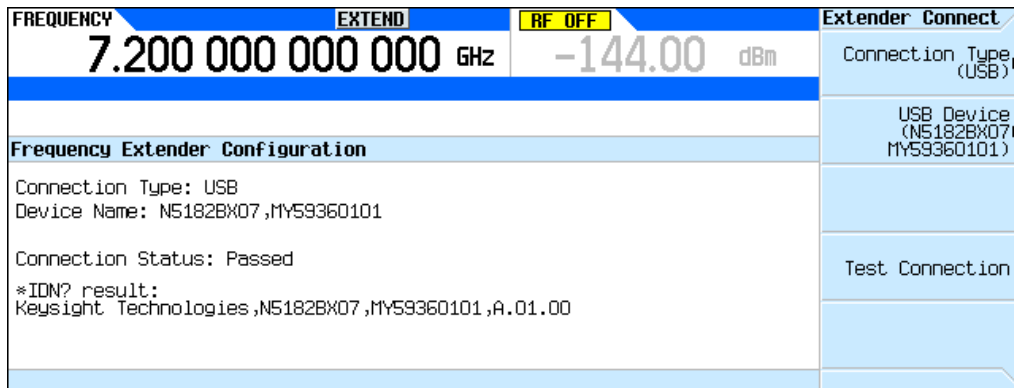 FREQUENCY
EXTEND
RF OFF
7.200 000 000 000 GHz
-144.00 dBm
Frequency Extender Configuration
Connection Type: USB
Device Name: N5182BX07,MY59360101
Connection Status: Passed
*IDN? result:
Keysight Technologies,N5182BX07,MY59360101,A.01.00
Extender Connect
Connection Type
(USB)
USB Device
(N5182BX07
MY59360101)
Test Connection